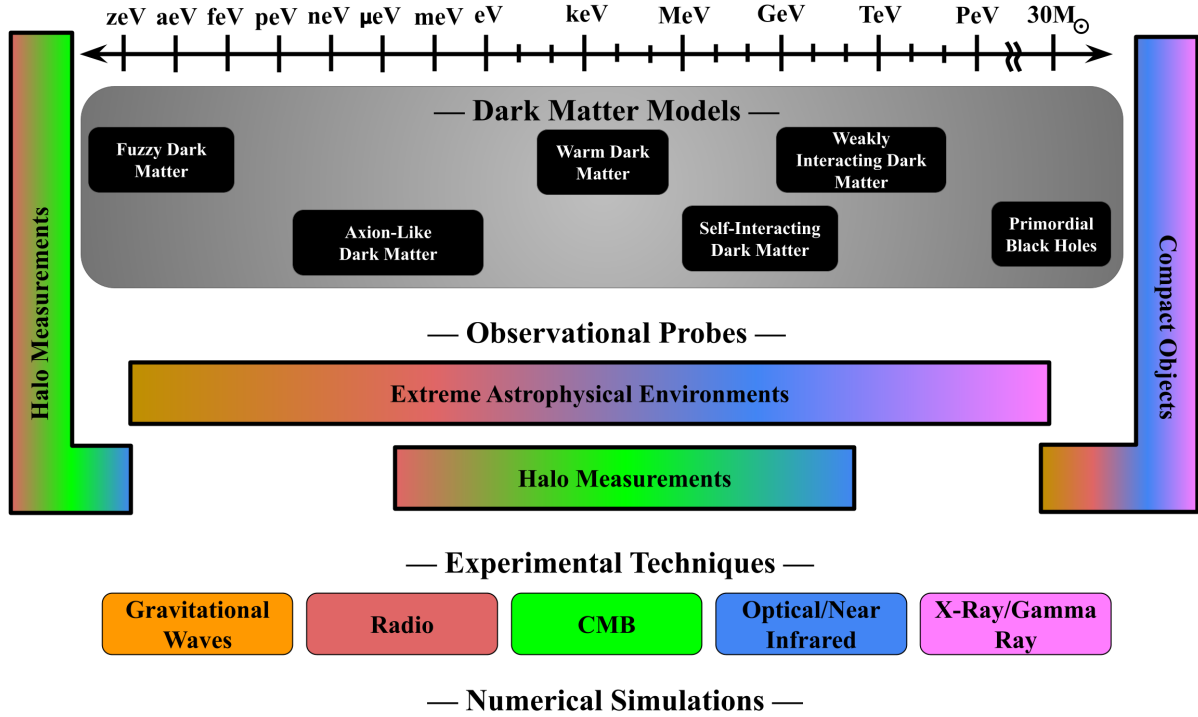 zeV aeV feV peV neV μeV meV eV keV MeV GeV TeV PeV 30M☉
— Dark Matter Models —
Fuzzy Dark
Matter
Warm Dark
Matter
Weakly
Interacting Dark
Matter
Axion-Like
Dark Matter
Self-Interacting
Dark Matter
Primordial
Black Holes
Halo Measurements
Compact Objects
— Observational Probes —
Extreme Astrophysical Environments
Halo Measurements
— Experimental Techniques —
Gravitational
Waves
Radio
CMB
Optical/Near
Infrared
X-Ray/Gamma
Ray
— Numerical Simulations —